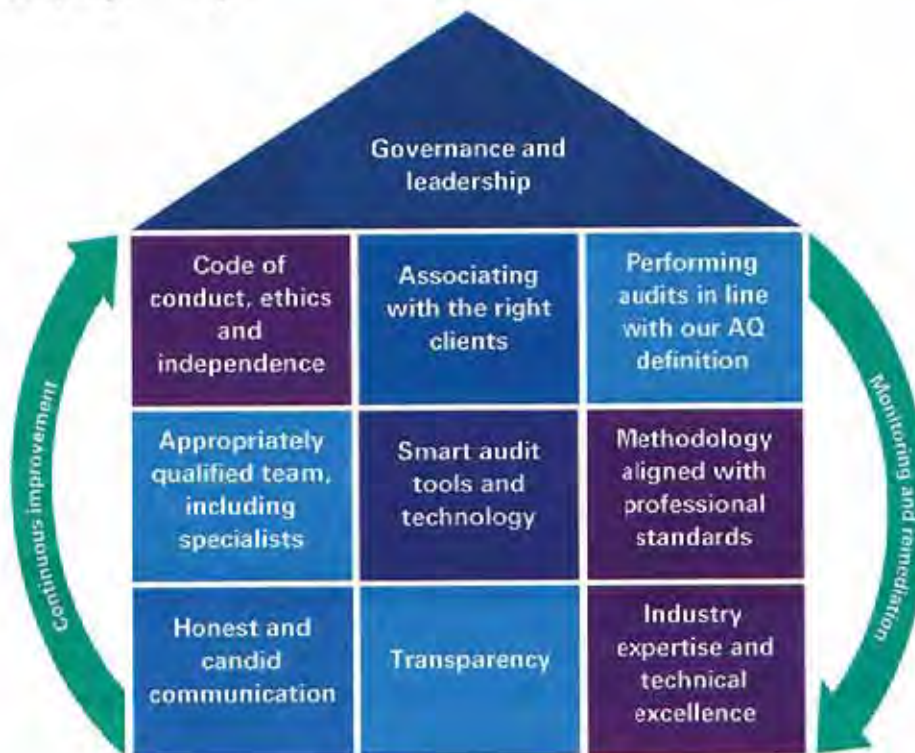 Governance and
leadership
Code of
conduct, ethics
and
independence
Associating
with the right
clients
Performing
audits in line
with our AQ
definition
Appropriately
qualified team,
including
specialists
Smart audit
tools and
technology
Methodology
aligned with
professional
standards
Honest and
candid
communication
Transparency
Industry
expertise and
technical
excellence
Continuous improvement
Monitoring and remediation